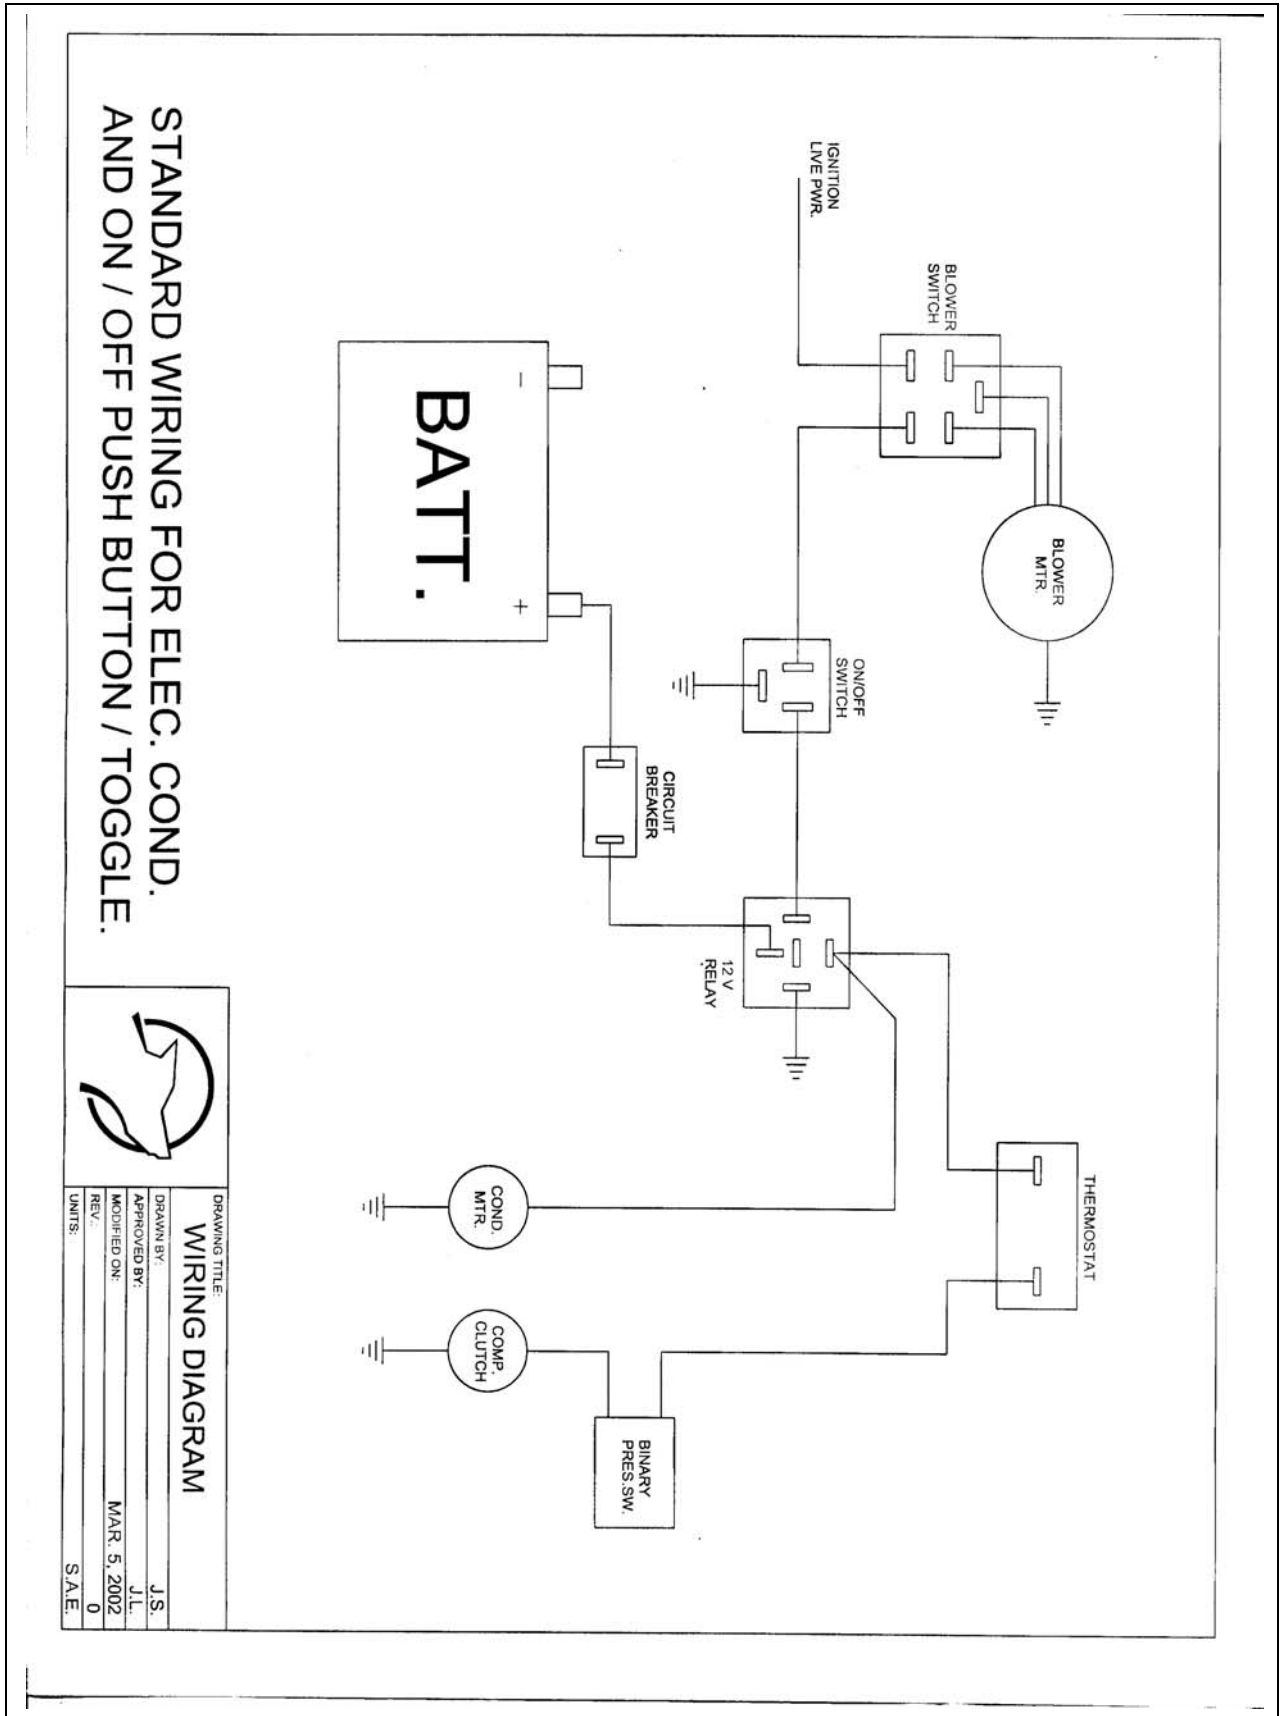 IGNITION
LIVE PWR.
BLOWER
SWITCH
BLOWER
MTR.
ON/OFF
SWITCH
THERMOSTAT
12 V
RELAY
CIRCUIT
BREAKER
-
BATT.
+
COND.
MTR.
COMP.
CLUTCH
BINARY
PRES.SW.
STANDARD WIRING FOR ELEC. COND.
AND ON / OFF PUSH BUTTON / TOGGLE.
DRAWING TITLE:
WIRING DIAGRAM
DRAWN BY: J.S.
APPROVED BY: J.L.
MODIFIED ON: MAR. 5, 2002
REV.: 0
UNITS: S.A.E.